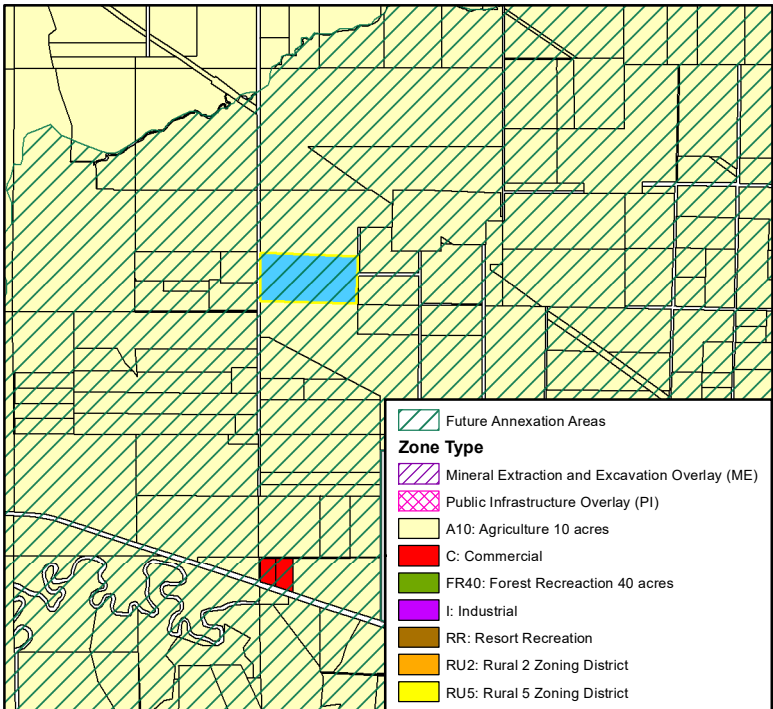 Future Annexation Areas
Zone Type
Mineral Extraction and Excavation Overlay (ME)
Public Infrastructure Overlay (PI)
A10: Agriculture 10 acres
C: Commercial
FR40: Forest Recreaction 40 acres
I: Industrial
RR: Resort Recreation
RU2: Rural 2 Zoning District
RU5: Rural 5 Zoning District